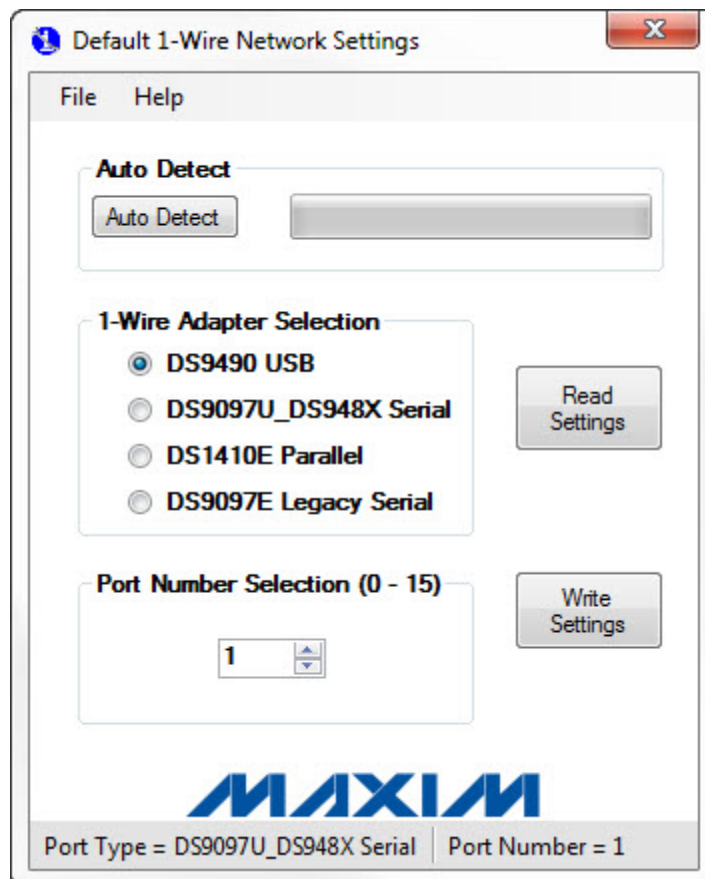 Default 1-Wire Network Settings
File Help
Auto Detect
Auto Detect
1-Wire Adapter Selection
DS9490 USB
DS9097U_DS948X Serial
DS1410E Parallel
DS9097E Legacy Serial
Read
Settings
Port Number Selection (0 - 15)
1
Write
Settings
MAXIM
Port Type = DS9097U_DS948X Serial Port Number = 1